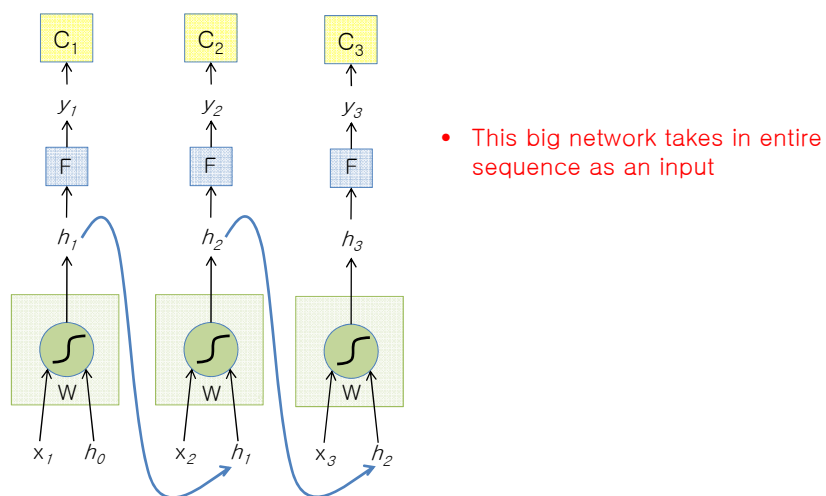 C₁ C₂ C₃
y₁ y₂ y₃
F F F
• This big network takes in entire
sequence as an input
h₁ h₂ h₃
W W W
x₁ h₀ x₂ h₁ x₃ h₂